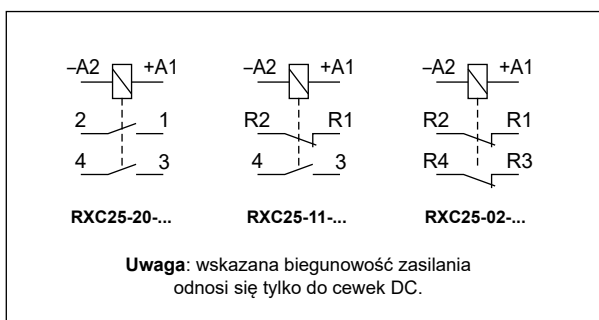 –A2 +A1 –A2 +A1 –A2 +A1
2 1 R2 R1 R2 R1
4 3 4 3 R4 R3
RXC25-20-... RXC25-11-... RXC25-02-...
Uwaga: wskazana biegunowość zasilania
odnosi się tylko do cewek DC.